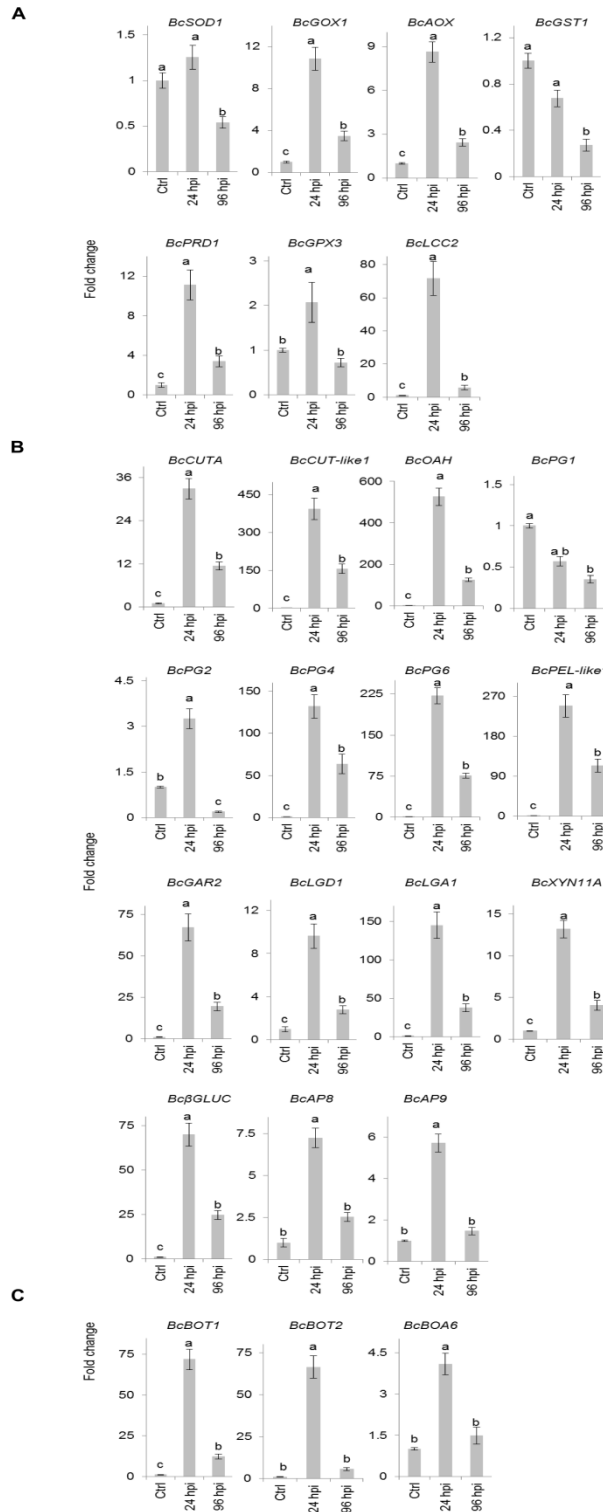 A
BcSOD1 BcGOX1 BcAOX BcGST1
1.5 12 9 1.2
1 8 6 0.8
0.5 4 3 0.4
0 0 0 0
a a b
c a b
c a b
a a b
Ctrl 24 hpi 96 hpi Ctrl 24 hpi 96 hpi Ctrl 24 hpi 96 hpi Ctrl 24 hpi 96 hpi
Fold change
BcPRD1 BcGPX3 BcLCC2
12 3 80
8 2 60
4 1 40
0 0 20
0
c a b
b a b
c a b
Ctrl 24 hpi 96 hpi Ctrl 24 hpi 96 hpi Ctrl 24 hpi 96 hpi
B
BcCUTA BcCUT-like1 BcOAH BcPG1
36 450 600 1.5
24 300 400 1
12 150 200 0.5
0 0 0 0
c a b
c a b
c a b
a a b b
Ctrl 24 hpi 96 hpi Ctrl 24 hpi 96 hpi Ctrl 24 hpi 96 hpi Ctrl 24 hpi 96 hpi
BcPG2 BcPG4 BcPG6 BcPEL-like1
4.5 150 225 270
3 100 150 180
1.5 50 75 90
0 0 0 0
b a c
c a b
c a b
c a b
Ctrl 24 hpi 96 hpi Ctrl 24 hpi 96 hpi Ctrl 24 hpi 96 hpi Ctrl 24 hpi 96 hpi
Fold change
BcGAR2 BcLGD1 BcLGA1 BcXYN11A
75 12 150 15
50 8 100 10
25 4 50 5
0 0 0 0
c a b
c a b
c a b
c a b
Ctrl 24 hpi 96 hpi Ctrl 24 hpi 96 hpi Ctrl 24 hpi 96 hpi Ctrl 24 hpi 96 hpi
BcβGLUC BcAP8 BcAP9
75 7.5 6
50 5 4
25 2.5 2
0 0 0
c a b
b a b
b a b
Ctrl 24 hpi 96 hpi Ctrl 24 hpi 96 hpi Ctrl 24 hpi 96 hpi
C
BcBOT1 BcBOT2 BcBOA6
75 75 4.5
50 50 3
25 25 1.5
0 0 0
c a b
b a b
b a b
Ctrl 24 hpi 96 hpi Ctrl 24 hpi 96 hpi Ctrl 24 hpi 96 hpi
Fold change